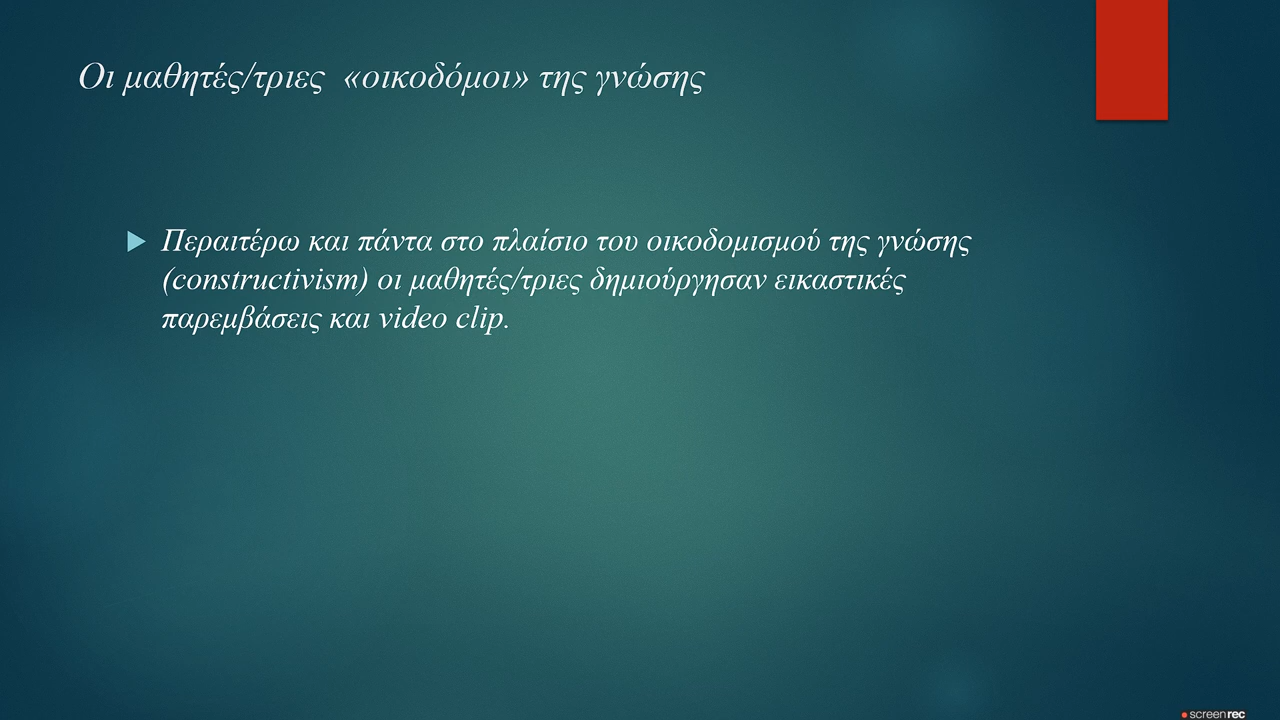 Οι μαθητές/τριες «οικοδόμοι» της γνώσης
Περαιτέρω και πάντα στο πλαίσιο του οικοδομισμού της γνώσης
(constructivism) οι μαθητές/τριες δημιούργησαν εικαστικές
παρεμβάσεις και video clip.
screenrec